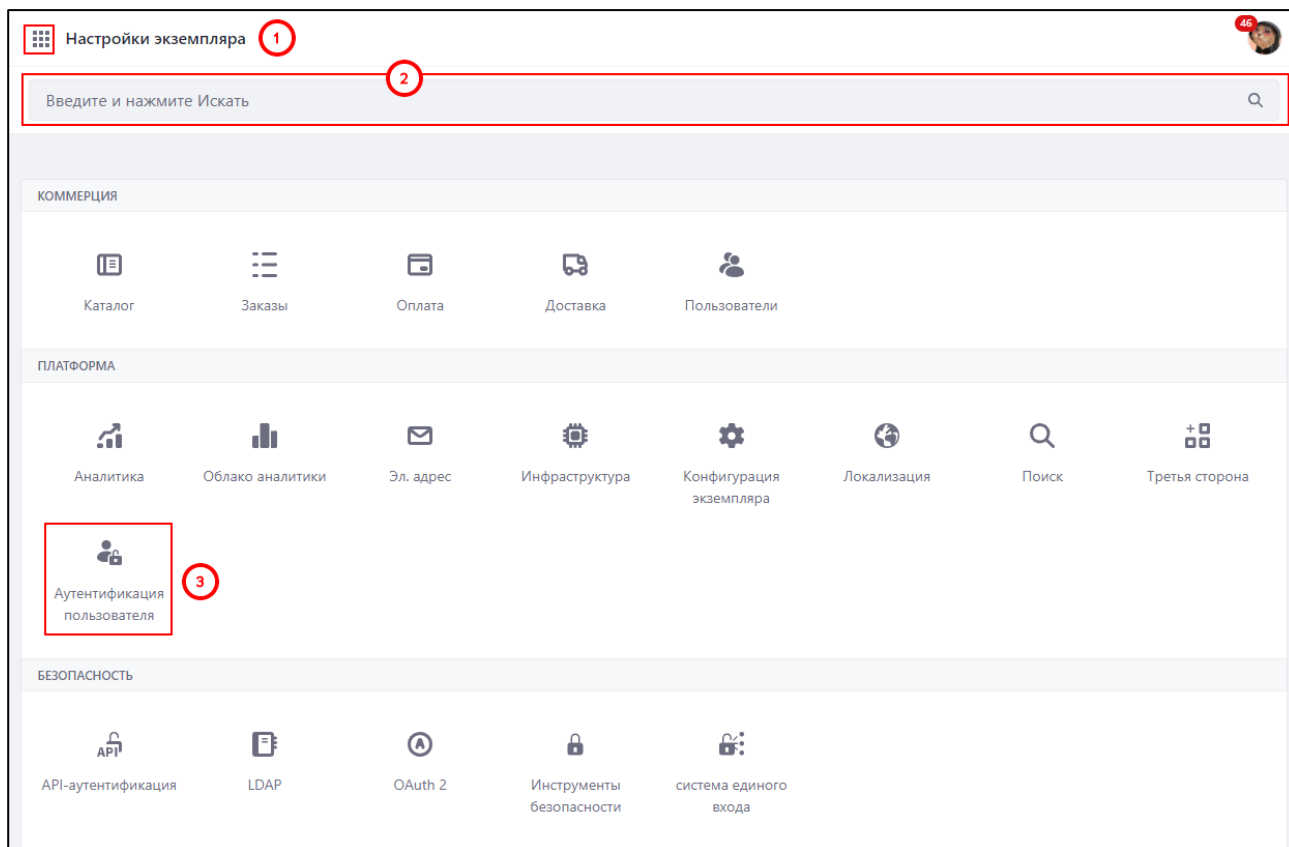 Настройки экземпляра
1
46
2
Введите и нажмите Искать
КОММЕРЦИЯ
Каталог
Заказы
Оплата
Доставка
Пользователи
ПЛАТФОРМА
Аналитика
Облако аналитики
Эл. адрес
Инфраструктура
Конфигурация
экземпляра
Локализация
Поиск
Третья сторона
Аутентификация
пользователя
3
БЕЗОПАСНОСТЬ
API
API-аутентификация
LDAP
A
OAuth 2
Инструменты
безопасности
система единого
входа